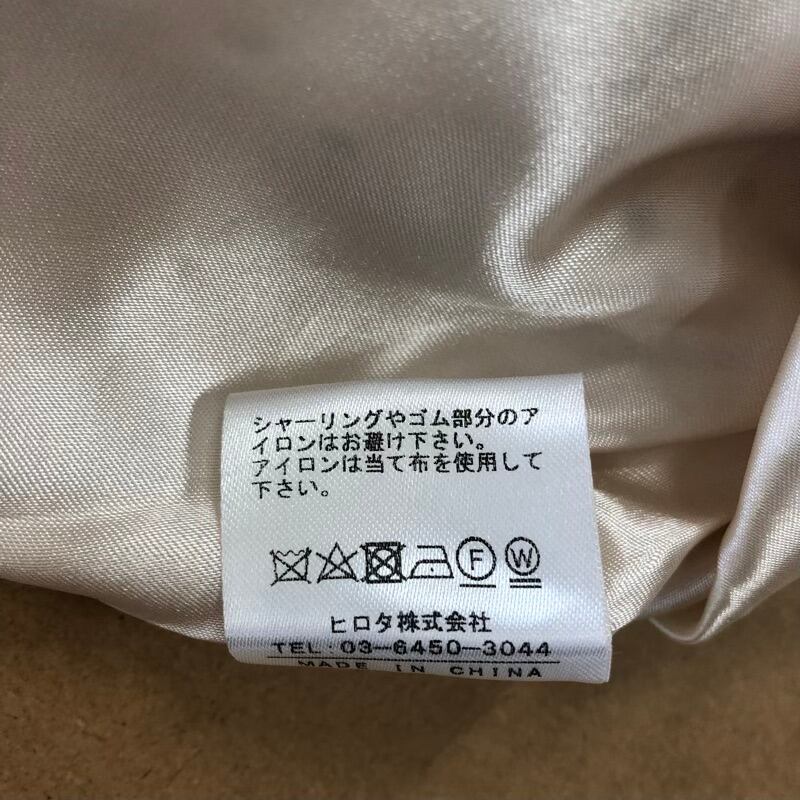 シャーリングやゴム部分のア
イロンはお避け下さい。
アイロンは当て布を使用して
下さい。
F W
ヒロタ株式会社
TEL・03-6450-3044
MADE IN CHINA